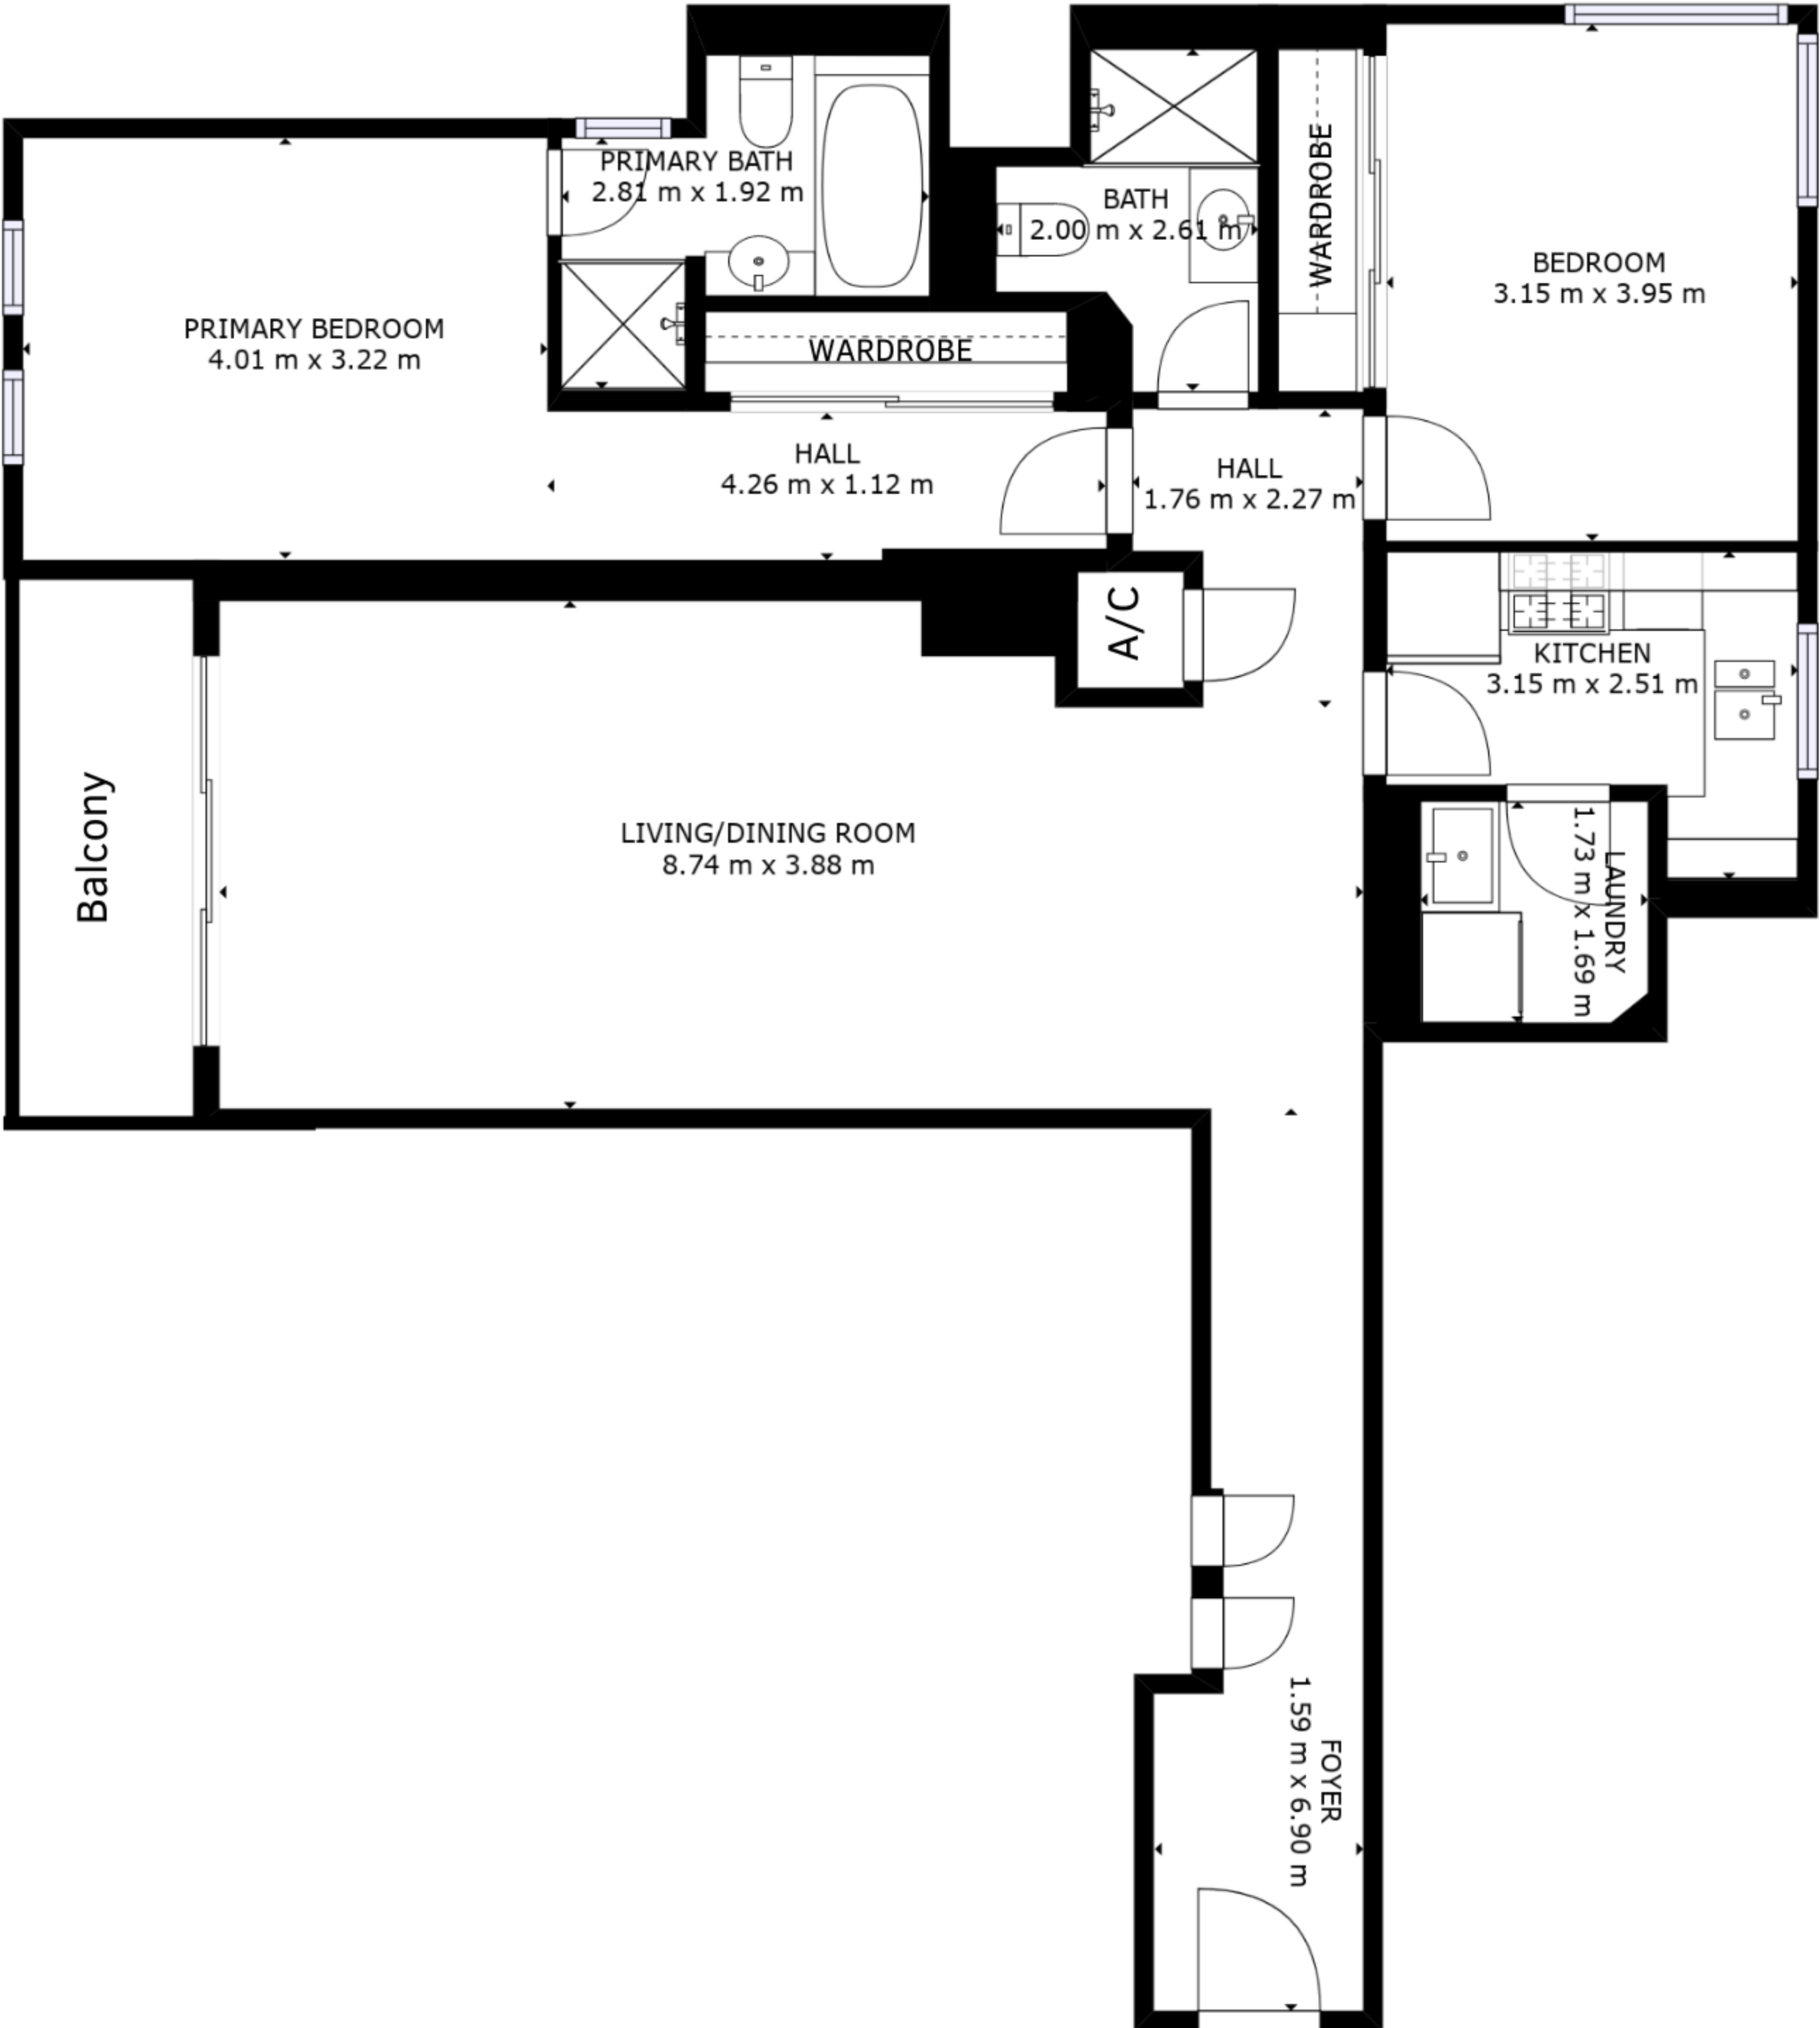 PRIMARY BATH
2.81 m x 1.92 m
BATH
2.00 m x 2.61 m
WARDROBE
BEDROOM
3.15 m x 3.95 m
PRIMARY BEDROOM
4.01 m x 3.22 m
WARDROBE
HALL
4.26 m x 1.12 m
HALL
1.76 m x 2.27 m
A/C
KITCHEN
3.15 m x 2.51 m
Balcony
LIVING/DINING ROOM
8.74 m x 3.88 m
LAUNDRY
1.73 m x 1.69 m
FOYER
1.59 m x 6.90 m